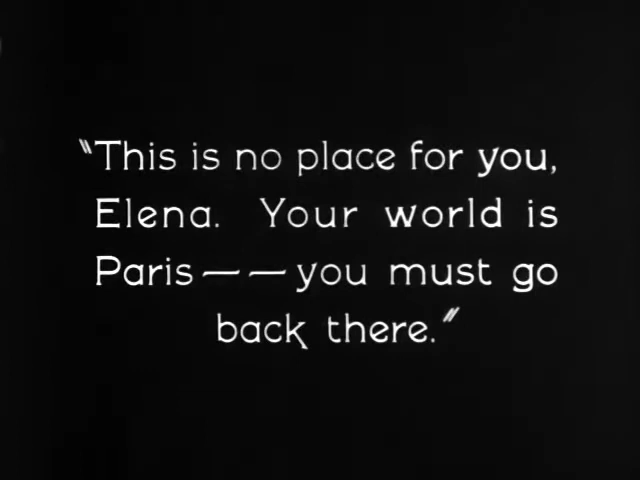 "This is no place for you,
Elena. Your world is
Paris — — you must go
back there."